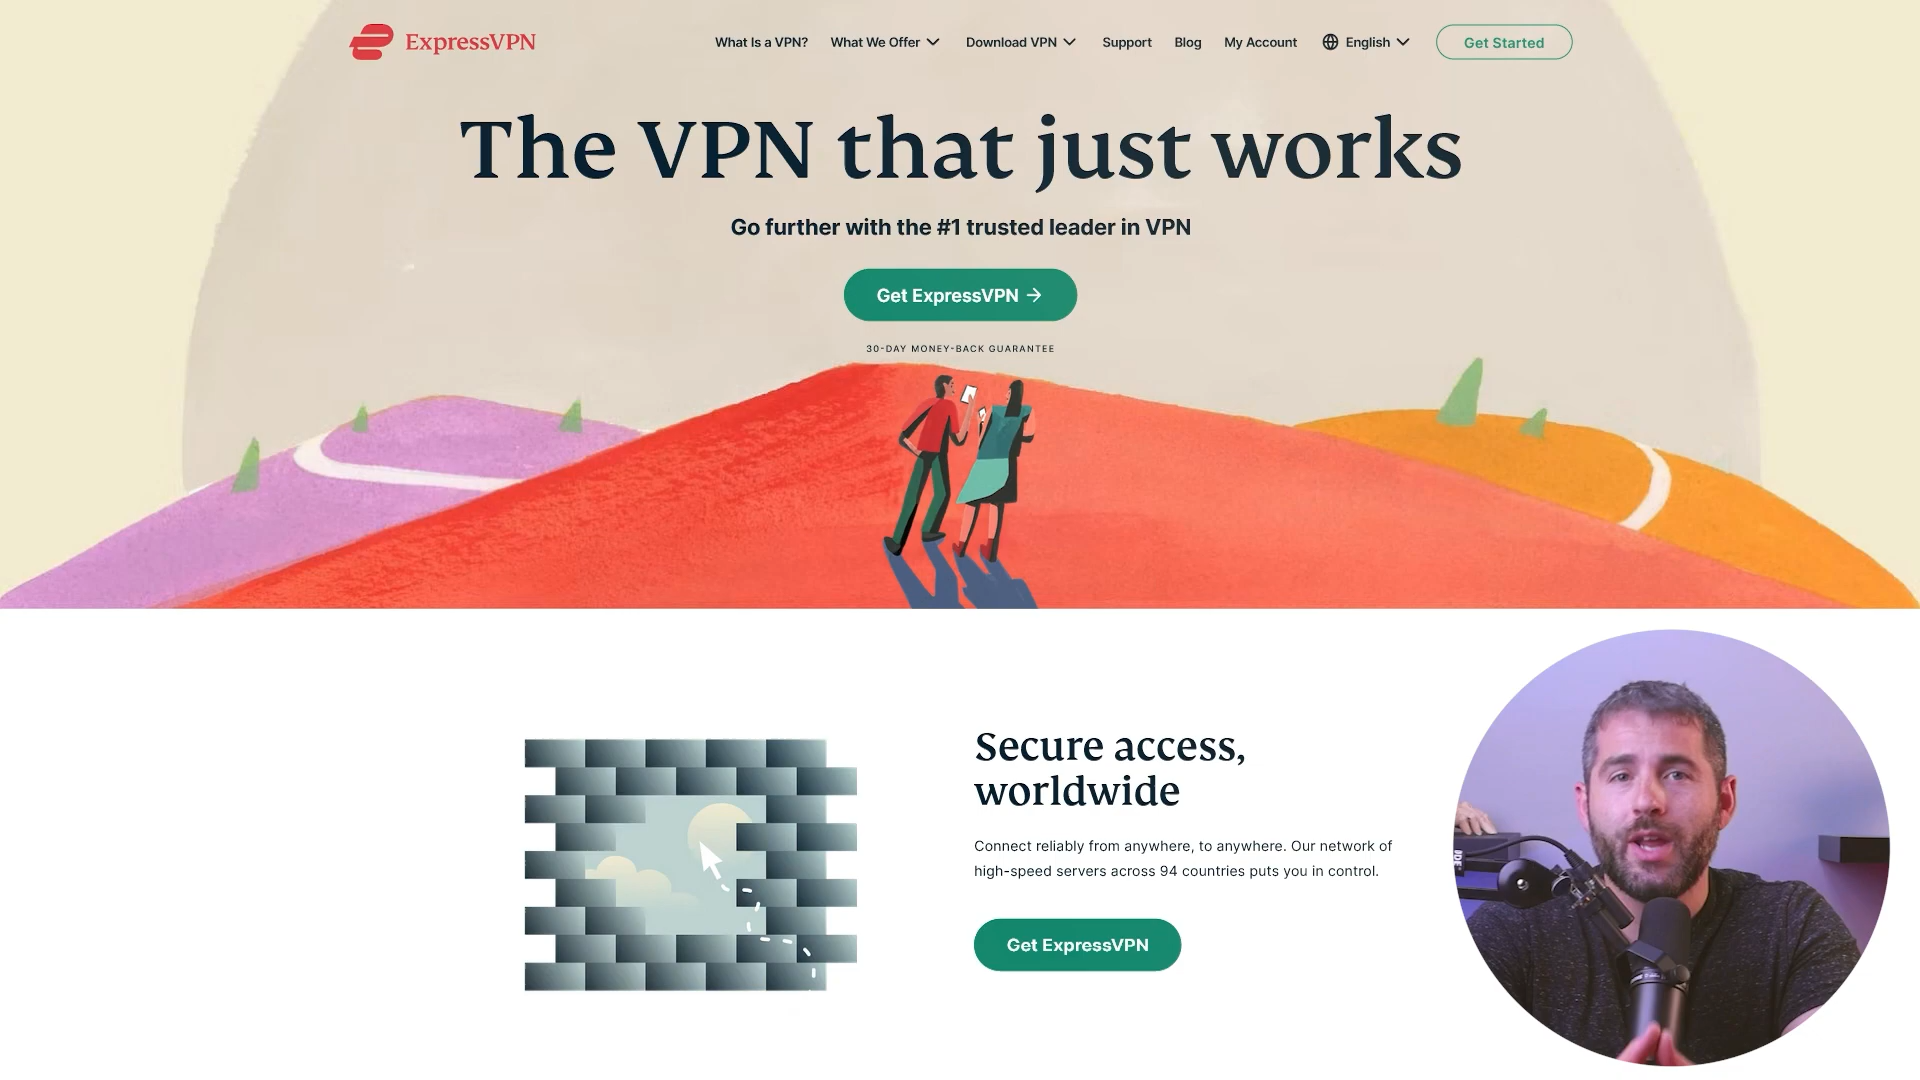 ExpressVPN
What Is a VPN? What We Offer Download VPN Support Blog My Account English Get Started
The VPN that just works
Go further with the #1 trusted leader in VPN
Get ExpressVPN →
30-DAY MONEY-BACK GUARANTEE
Secure access,
worldwide
Connect reliably from anywhere, to anywhere. Our network of
high-speed servers across 94 countries puts you in control.
Get ExpressVPN